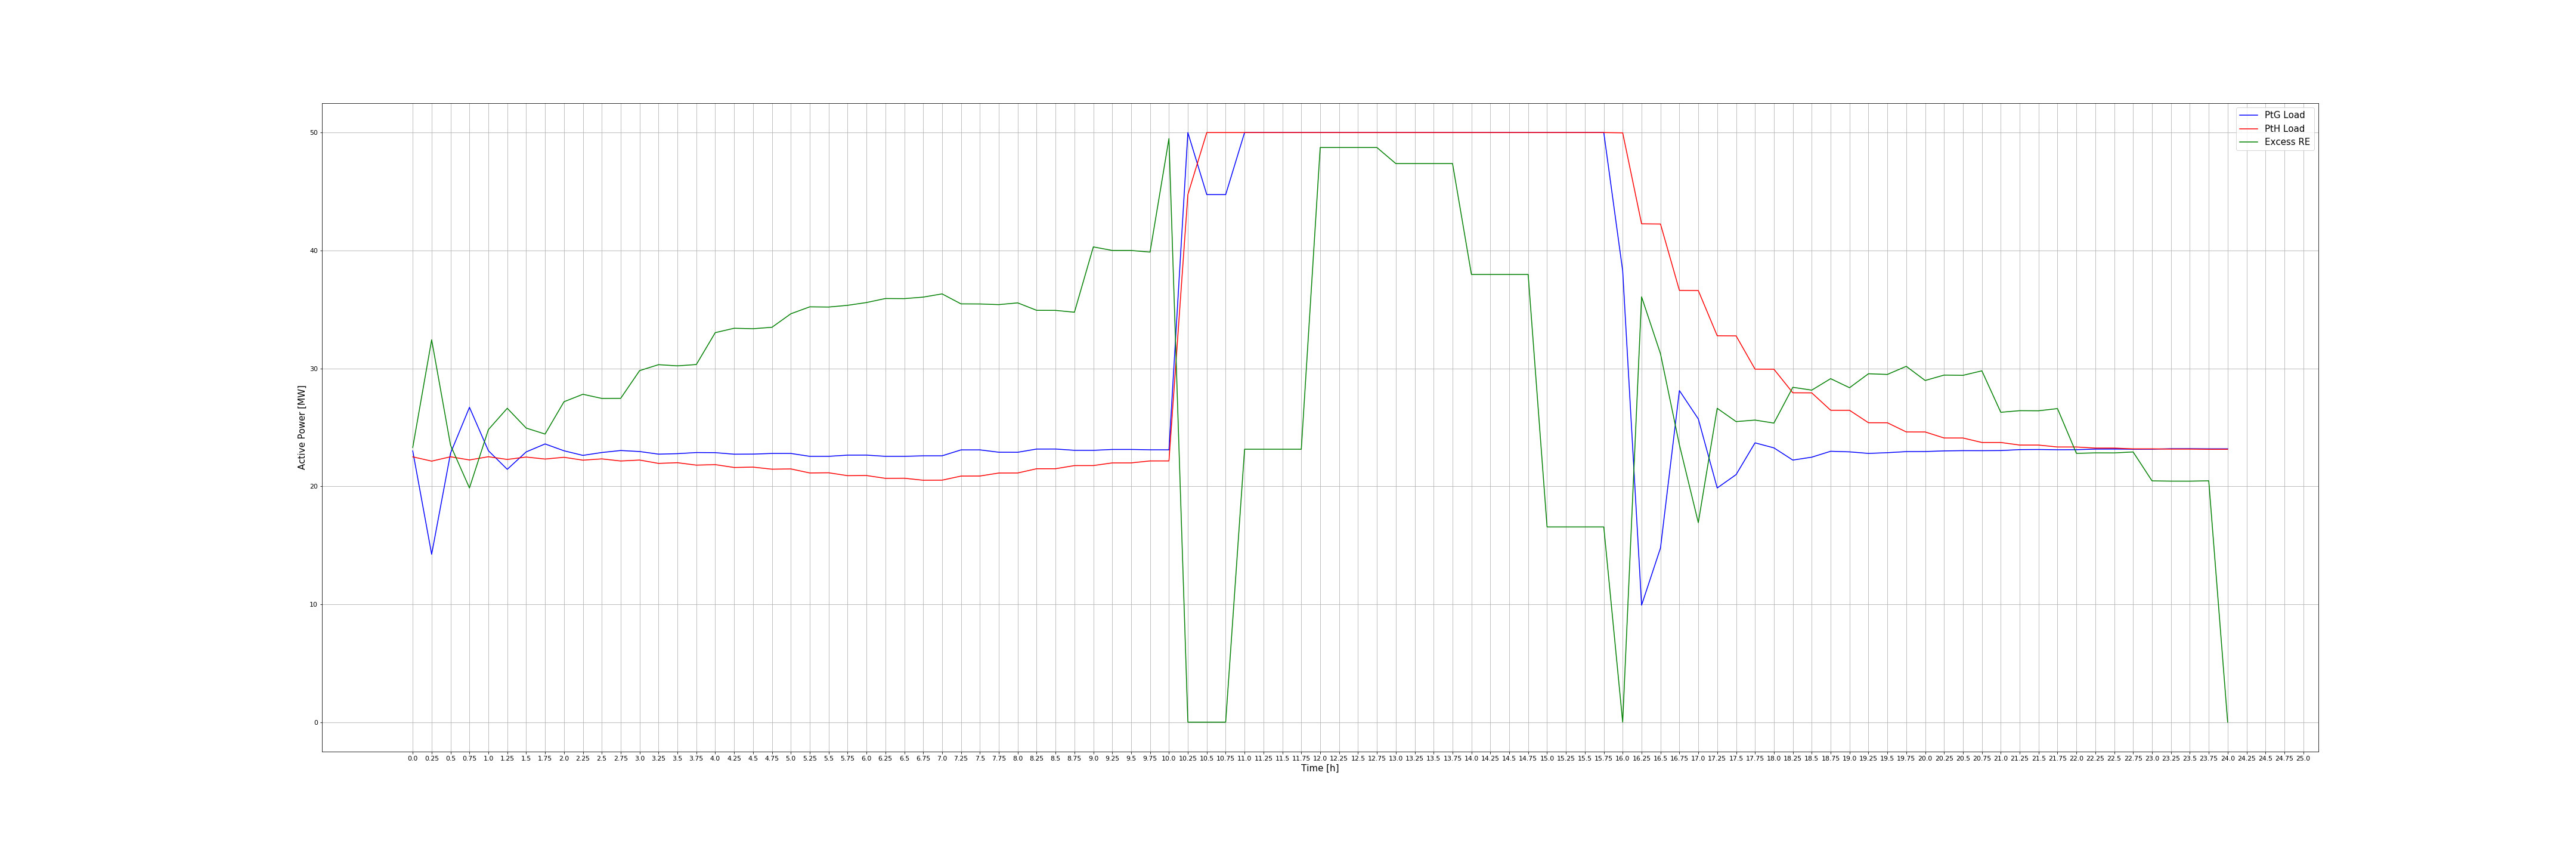 PtG Load
PtH Load
Excess RE
50
40
30
20
10
0
Active Power [MW]
0.0 0.25 0.5 0.75 1.0 1.25 1.5 1.75 2.0 2.25 2.5 2.75 3.0 3.25 3.5 3.75 4.0 4.25 4.5 4.75 5.0 5.25 5.5 5.75 6.0 6.25 6.5 6.75 7.0 7.25 7.5 7.75 8.0 8.25 8.5 8.75 9.0 9.25 9.5 9.75 10.0 10.25 10.5 10.75 11.0 11.25 11.5 11.75 12.0 12.25 12.5 12.75 13.0 13.25 13.5 13.75 14.0 14.25 14.5 14.75 15.0 15.25 15.5 15.75 16.0 16.25 16.5 16.75 17.0 17.25 17.5 17.75 18.0 18.25 18.5 18.75 19.0 19.25 19.5 19.75 20.0 20.25 20.5 20.75 21.0 21.25 21.5 21.75 22.0 22.25 22.5 22.75 23.0 23.25 23.5 23.75 24.0 24.25 24.5 24.75 25.0
Time [h]